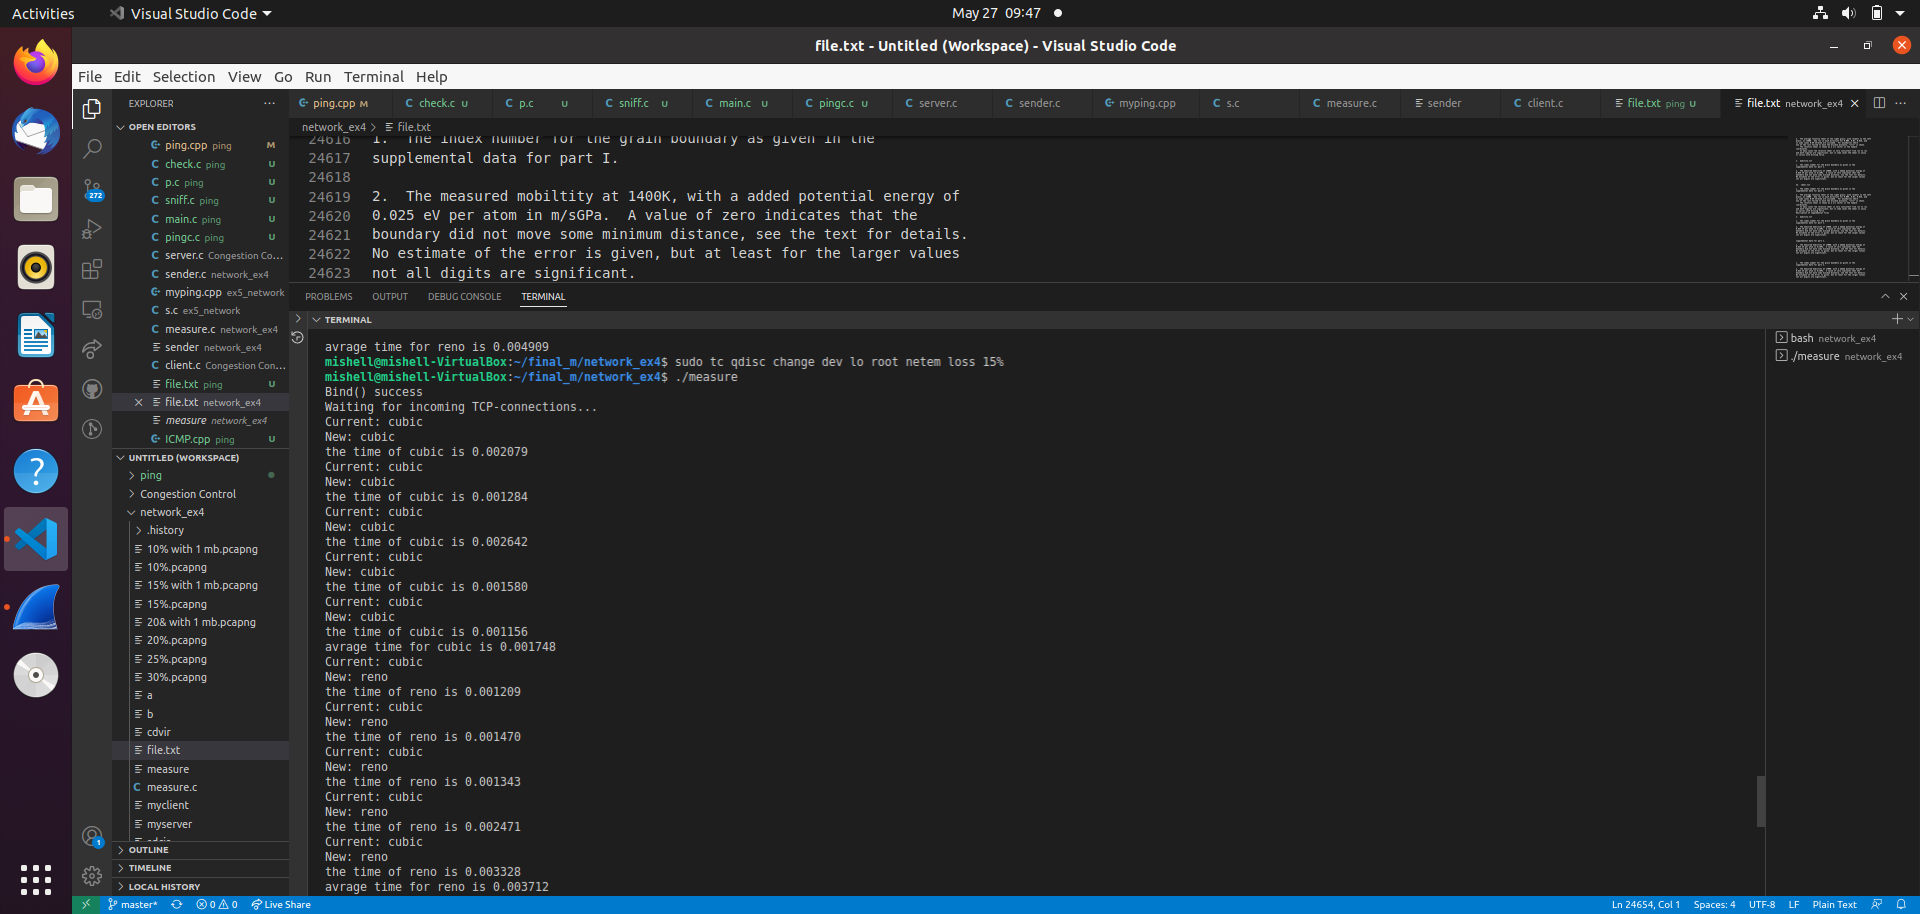 Activities
Visual Studio Code
May 27 09:47
file.txt - Untitled (Workspace) - Visual Studio Code
File Edit Selection View Go Run Terminal Help
EXPLORER
OPEN EDITORS
ping.cpp ping M
check.c ping U
p.c ping U
sniff.c ping U
main.c ping U
pingc.c ping U
server.c Congestion Co...
sender.c network_ex4
myping.cpp ex5_network
s.c ex5_network
measure.c network_ex4
sender network_ex4
client.c Congestion Con...
file.txt ping U
file.txt network_ex4
measure network_ex4
ICMP.cpp ping U
UNTITLED (WORKSPACE)
ping
Congestion Control
network_ex4
.history
10% with 1 mb.pcapng
10%.pcapng
15% with 1 mb.pcapng
15%.pcapng
20& with 1 mb.pcapng
20%.pcapng
25%.pcapng
30%.pcapng
a
b
cdvir
file.txt
measure
measure.c
myclient
myserver
OUTLINE
TIMELINE
LOCAL HISTORY
272
1
ping.cpp M check.c U p.c U sniff.c U main.c U pingc.c U server.c sender.c myping.cpp s.c measure.c sender client.c file.txt ping U file.txt network_ex4
network_ex4 > file.txt
24616 1. The index number for the grain boundary as given in the
24617 supplemental data for part I.
24618
24619 2. The measured mobiltity at 1400K, with a added potential energy of
24620 0.025 eV per atom in m/sGPa. A value of zero indicates that the
24621 boundary did not move some minimum distance, see the text for details.
24622 No estimate of the error is given, but at least for the larger values
24623 not all digits are significant.
PROBLEMS OUTPUT DEBUG CONSOLE TERMINAL
TERMINAL
avrage time for reno is 0.004909
mishell@mishell-VirtualBox:~/final_m/network_ex4$ sudo tc qdisc change dev lo root netem loss 15%
mishell@mishell-VirtualBox:~/final_m/network_ex4$ ./measure
Bind() success
Waiting for incoming TCP-connections...
Current: cubic
New: cubic
the time of cubic is 0.002079
Current: cubic
New: cubic
the time of cubic is 0.001284
Current: cubic
New: cubic
the time of cubic is 0.002642
Current: cubic
New: cubic
the time of cubic is 0.001580
Current: cubic
New: cubic
the time of cubic is 0.001156
avrage time for cubic is 0.001748
Current: cubic
New: reno
the time of reno is 0.001209
Current: cubic
New: reno
the time of reno is 0.001470
Current: cubic
New: reno
the time of reno is 0.001343
Current: cubic
New: reno
the time of reno is 0.002471
Current: cubic
New: reno
the time of reno is 0.003328
avrage time for reno is 0.003712
bash network_ex4
./measure network_ex4
master* 0 0 Live Share
Ln 24654, Col 1 Spaces: 4 UTF-8 LF Plain Text